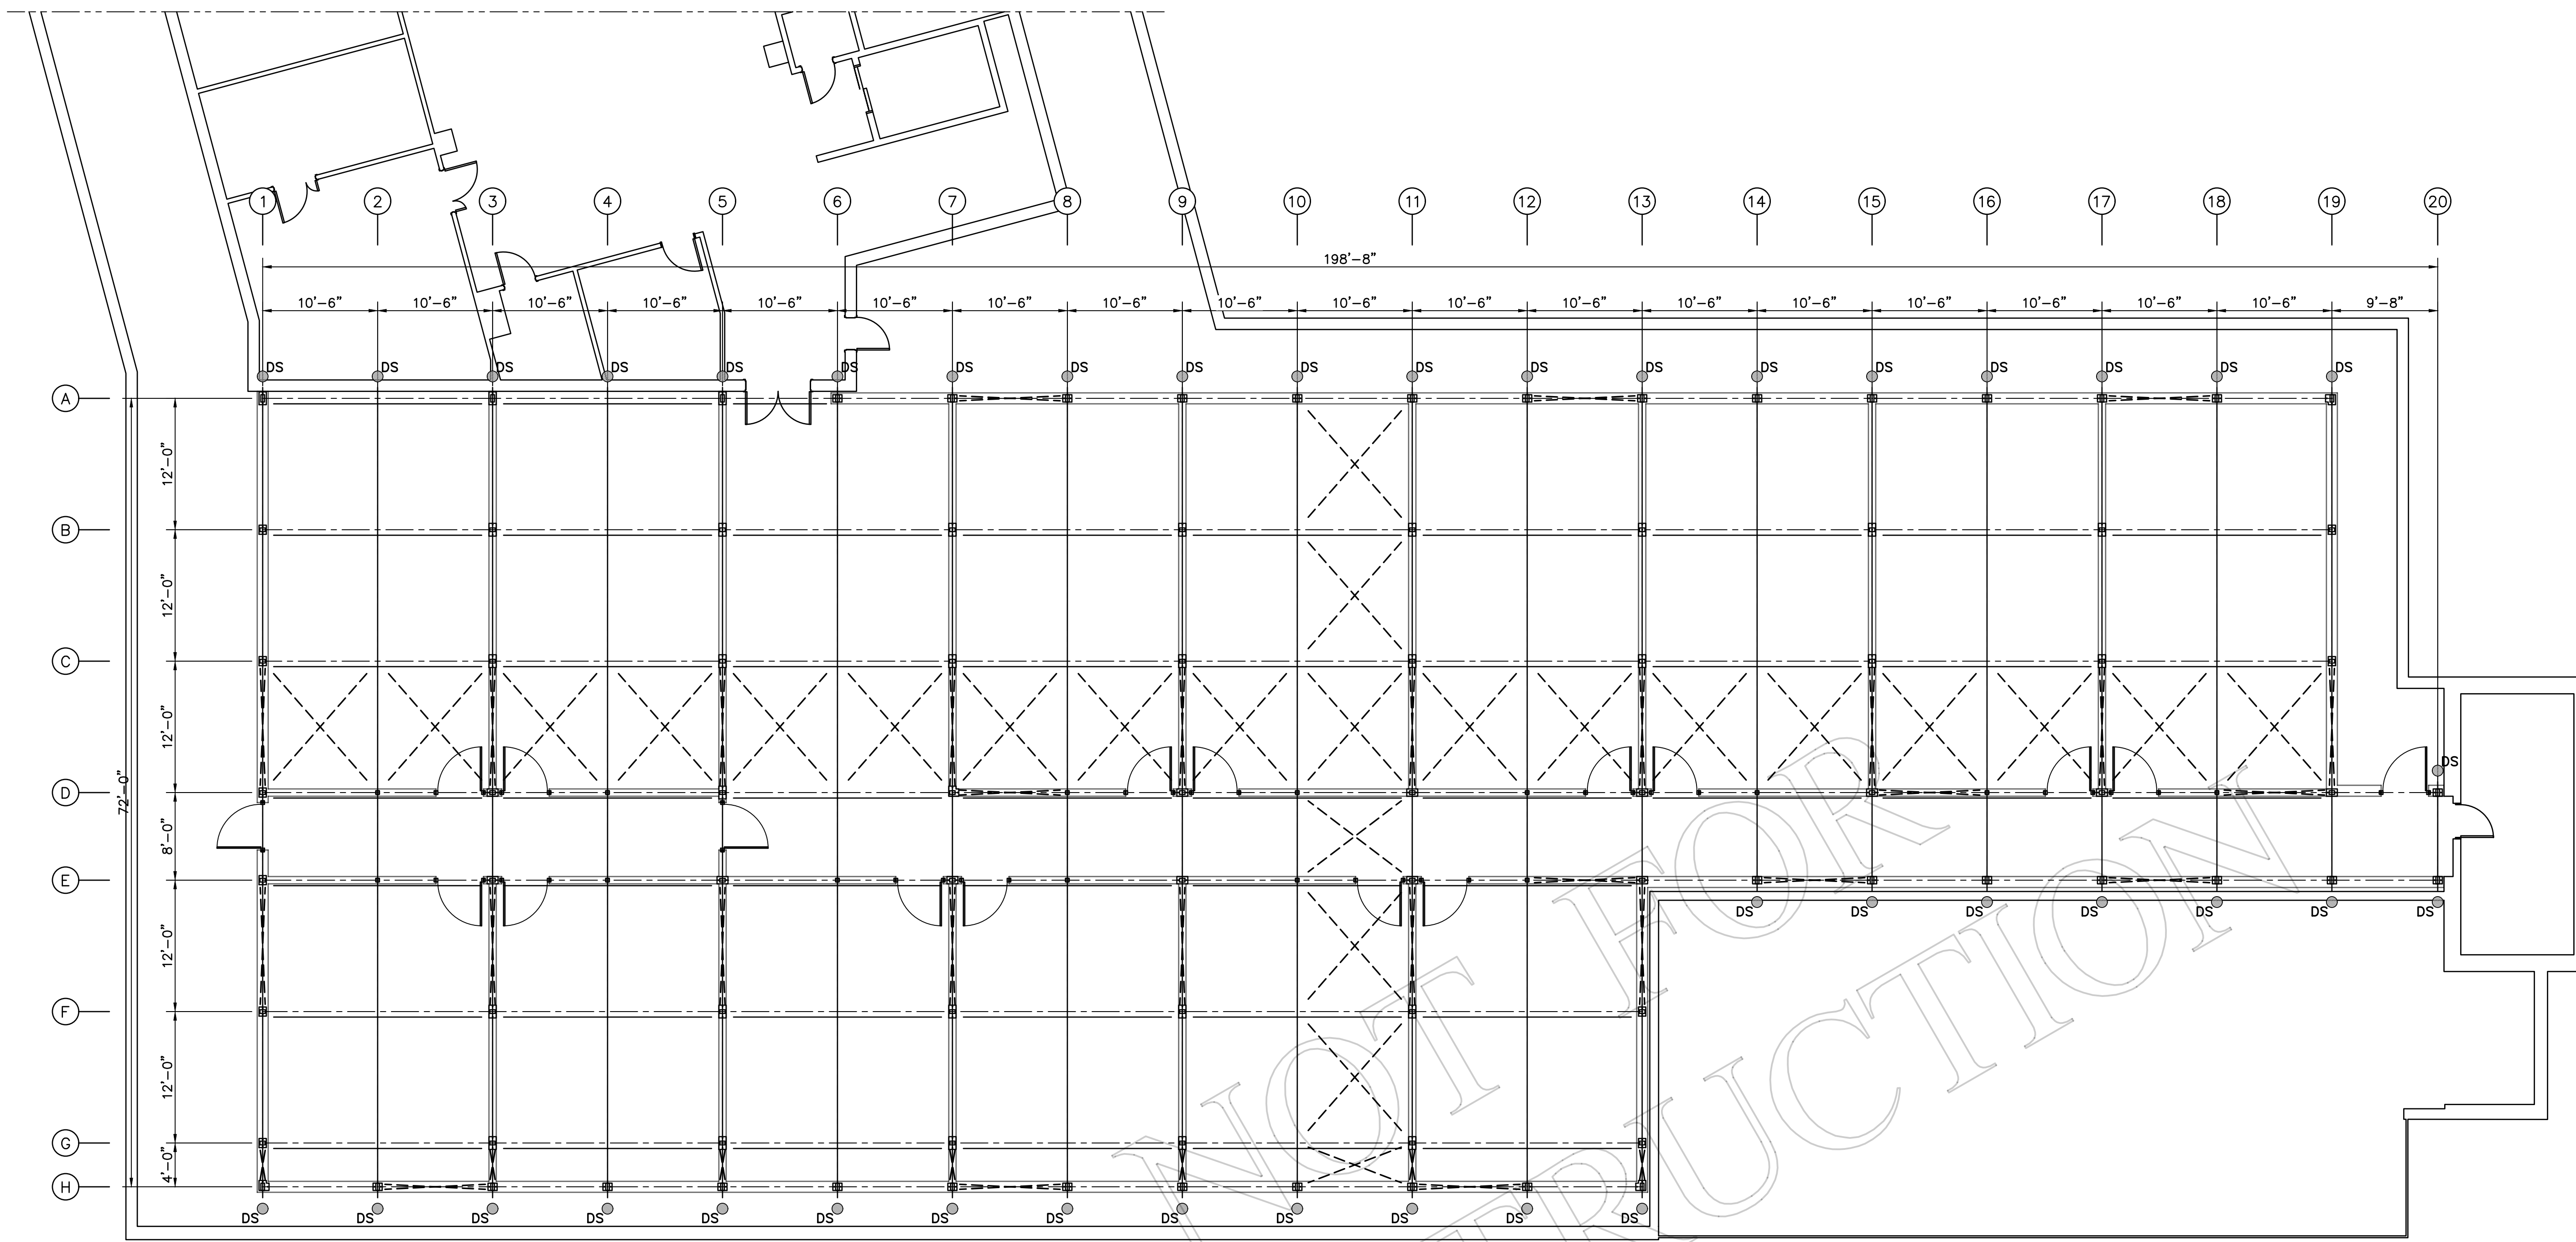 1 2 3 4 5 6 7 8 9 10 11 12 13 14 15 16 17 18 19 20
198'-8"
10'-6" 10'-6" 10'-6" 10'-6" 10'-6" 10'-6" 10'-6" 10'-6" 10'-6" 10'-6" 10'-6" 10'-6" 10'-6" 10'-6" 10'-6" 10'-6" 10'-6" 10'-6" 9'-8"
DS DS DS DS DS DS DS DS DS DS DS DS DS DS DS DS DS DS DS
A
12'-0"
B
12'-0"
C
12'-0"
DS
72'-0"
D
8'-0"
E
DS DS DS DS DS DS DS
12'-0"
F
12'-0"
G
4'-0"
H
DS DS DS DS DS DS DS DS DS DS DS DS DS
NOT FOR
TRUCTION